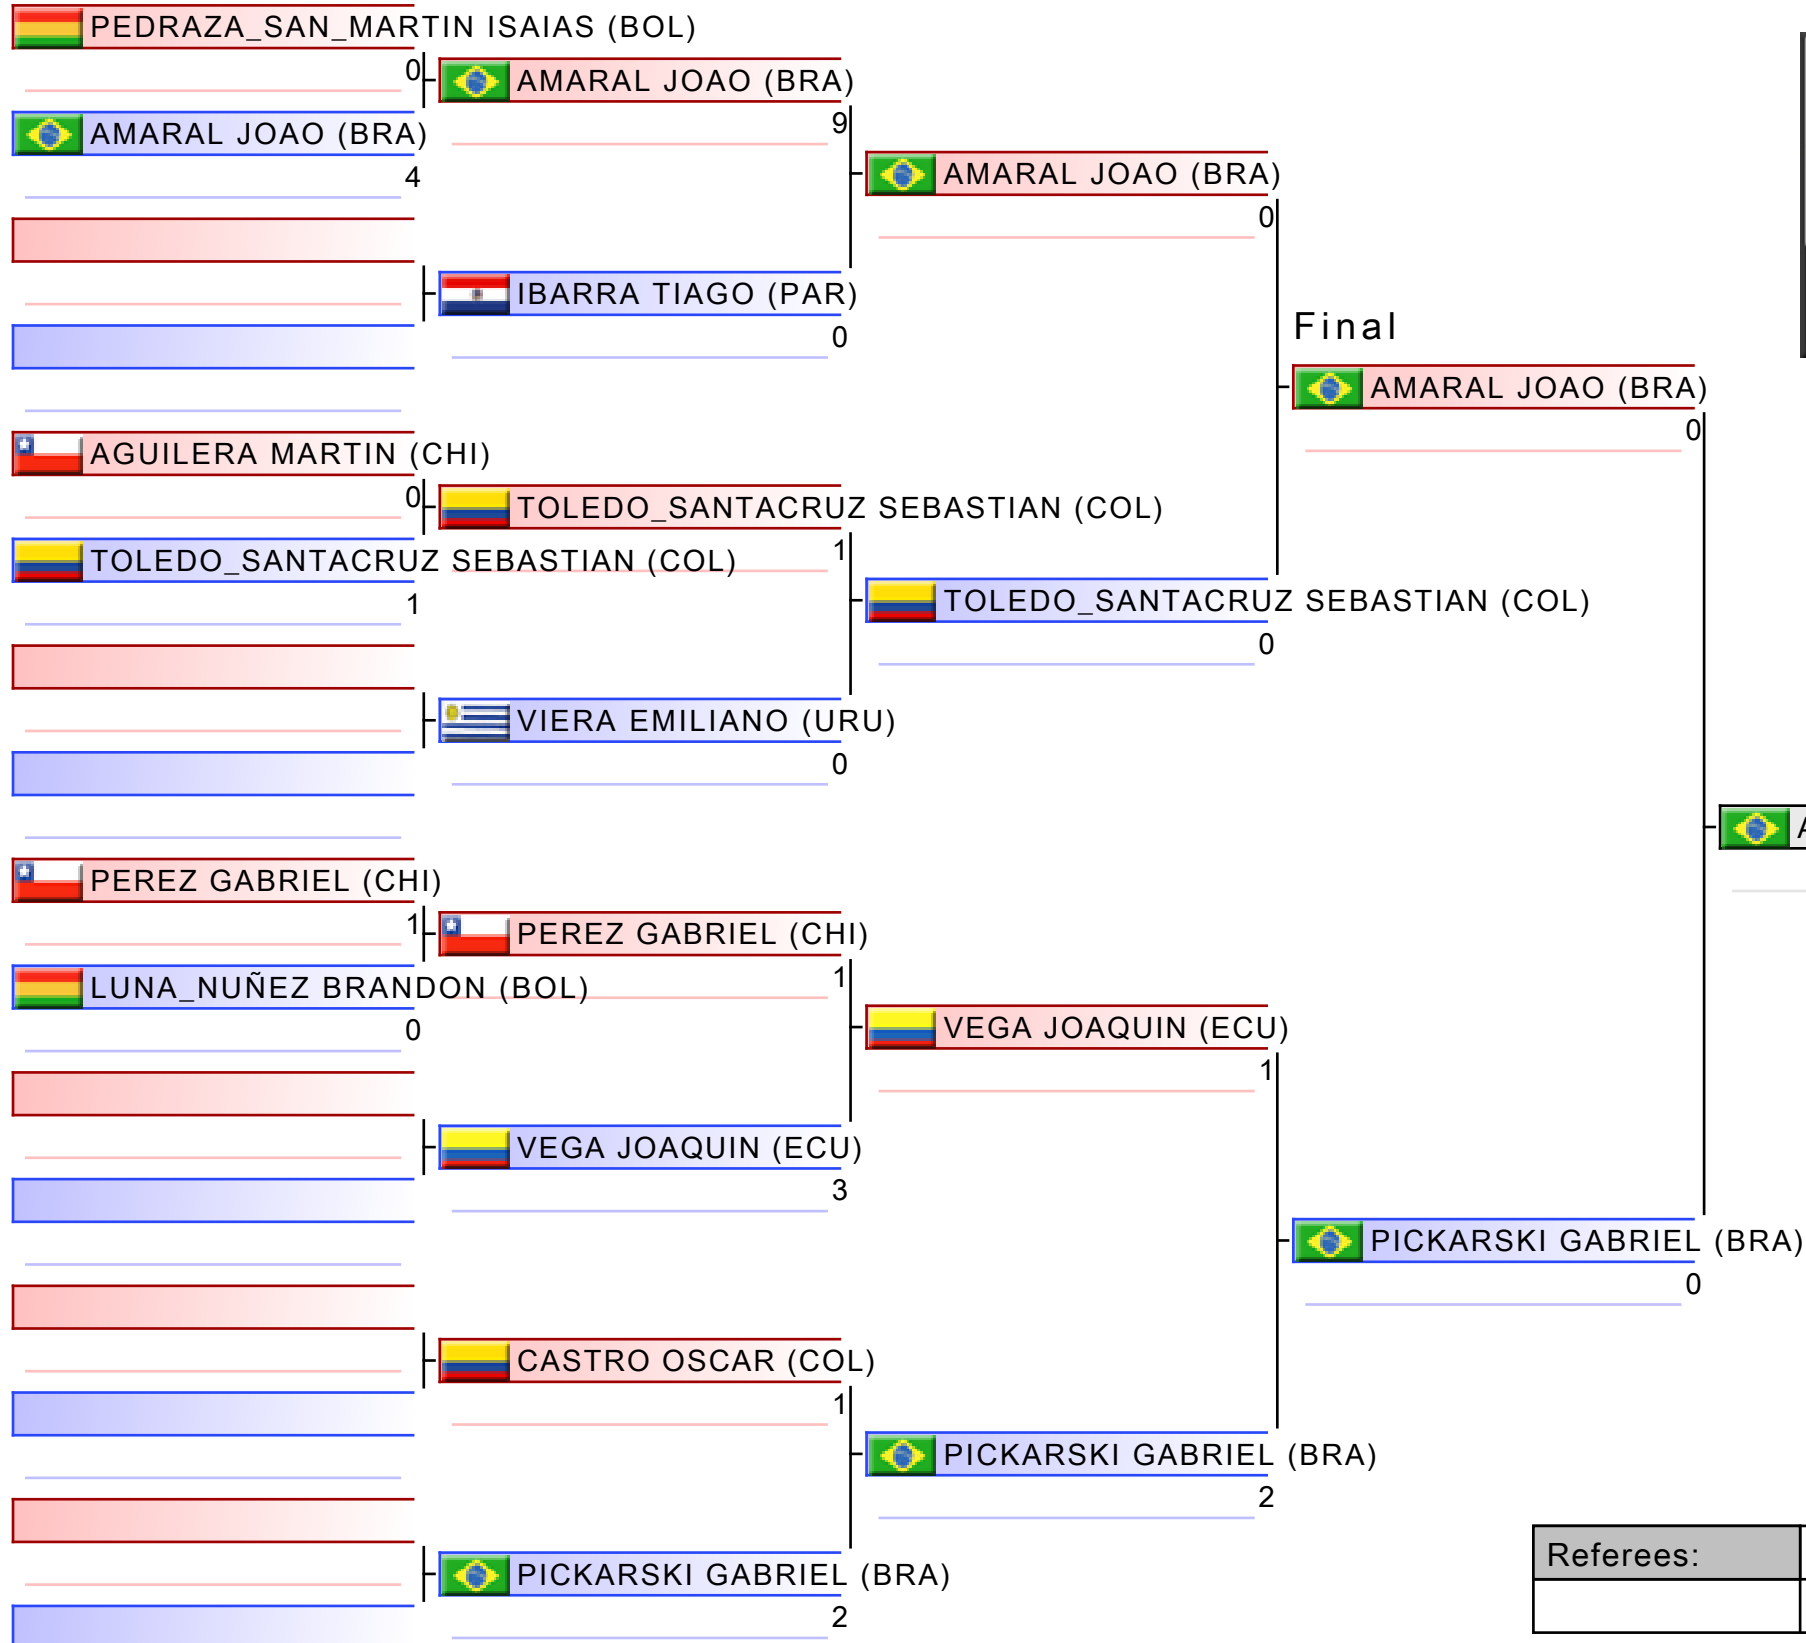 PEDRAZA_SAN_MARTIN ISAIAS (BOL)
0
AMARAL JOAO (BRA)
4
AGUILERA MARTIN (CHI)
0
TOLEDO_SANTACRUZ SEBASTIAN (COL)
1
PEREZ GABRIEL (CHI)
1
LUNA_NUÑEZ BRANDON (BOL)
0
AMARAL JOAO (BRA)
9
IBARRA TIAGO (PAR)
0
TOLEDO_SANTACRUZ SEBASTIAN (COL)
1
VIERA EMILIANO (URU)
0
PEREZ GABRIEL (CHI)
1
VEGA JOAQUIN (ECU)
3
CASTRO OSCAR (COL)
1
PICKARSKI GABRIEL (BRA)
2
AMARAL JOAO (BRA)
0
TOLEDO_SANTACRUZ SEBASTIAN (COL)
0
VEGA JOAQUIN (ECU)
1
PICKARSKI GABRIEL (BRA)
2
Final
AMARAL JOAO (BRA)
0
PICKARSKI GABRIEL (BRA)
0
Referees: